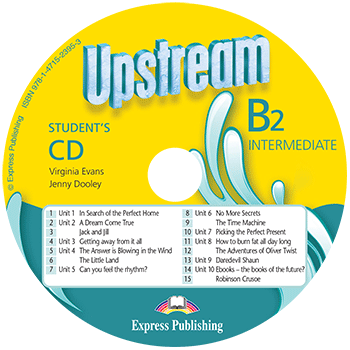 Upstream
B2
INTERMEDIATE
STUDENT'S
CD
Virginia Evans
Jenny Dooley
© Express Publishing
ISBN 978-1-4715-2395-3
1 Unit 1 In Search of the Perfect Home
2 Unit 2 A Dream Come True
3 Jack and Jill
4 Unit 3 Getting away from it all
5 Unit 4 The Answer is Blowing in the Wind
6 The Little Land
7 Unit 5 Can you feel the rhythm?
8 Unit 6 No More Secrets
9 The Time Machine
10 Unit 7 Picking the Perfect Present
11 Unit 8 How to burn fat all day long
12 The Adventures of Oliver Twist
13 Unit 9 Daredevil Shaun
14 Unit 10 Ebooks – the books of the future?
15 Robinson Crusoe
Express Publishing